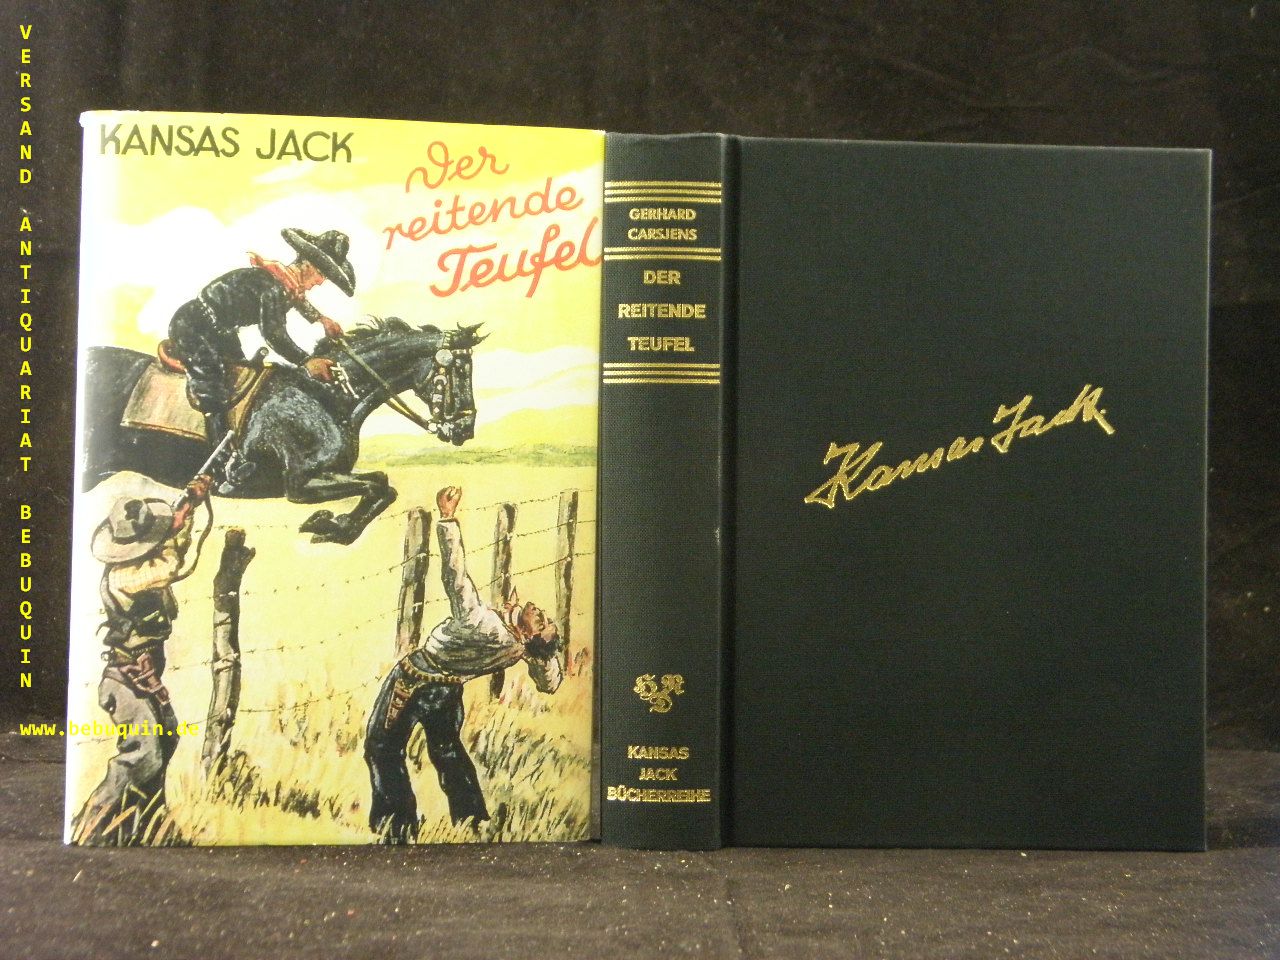 VERSAND ANTIQUARIAT BEBUQUIN
www.bebuquin.de
KANSAS JACK
Der
reitende
Teufel
GERHARD
CARSJENS
DER
REITENDE
TEUFEL
KANSAS
JACK
BÜCHERREIHE
Kansas Jack.